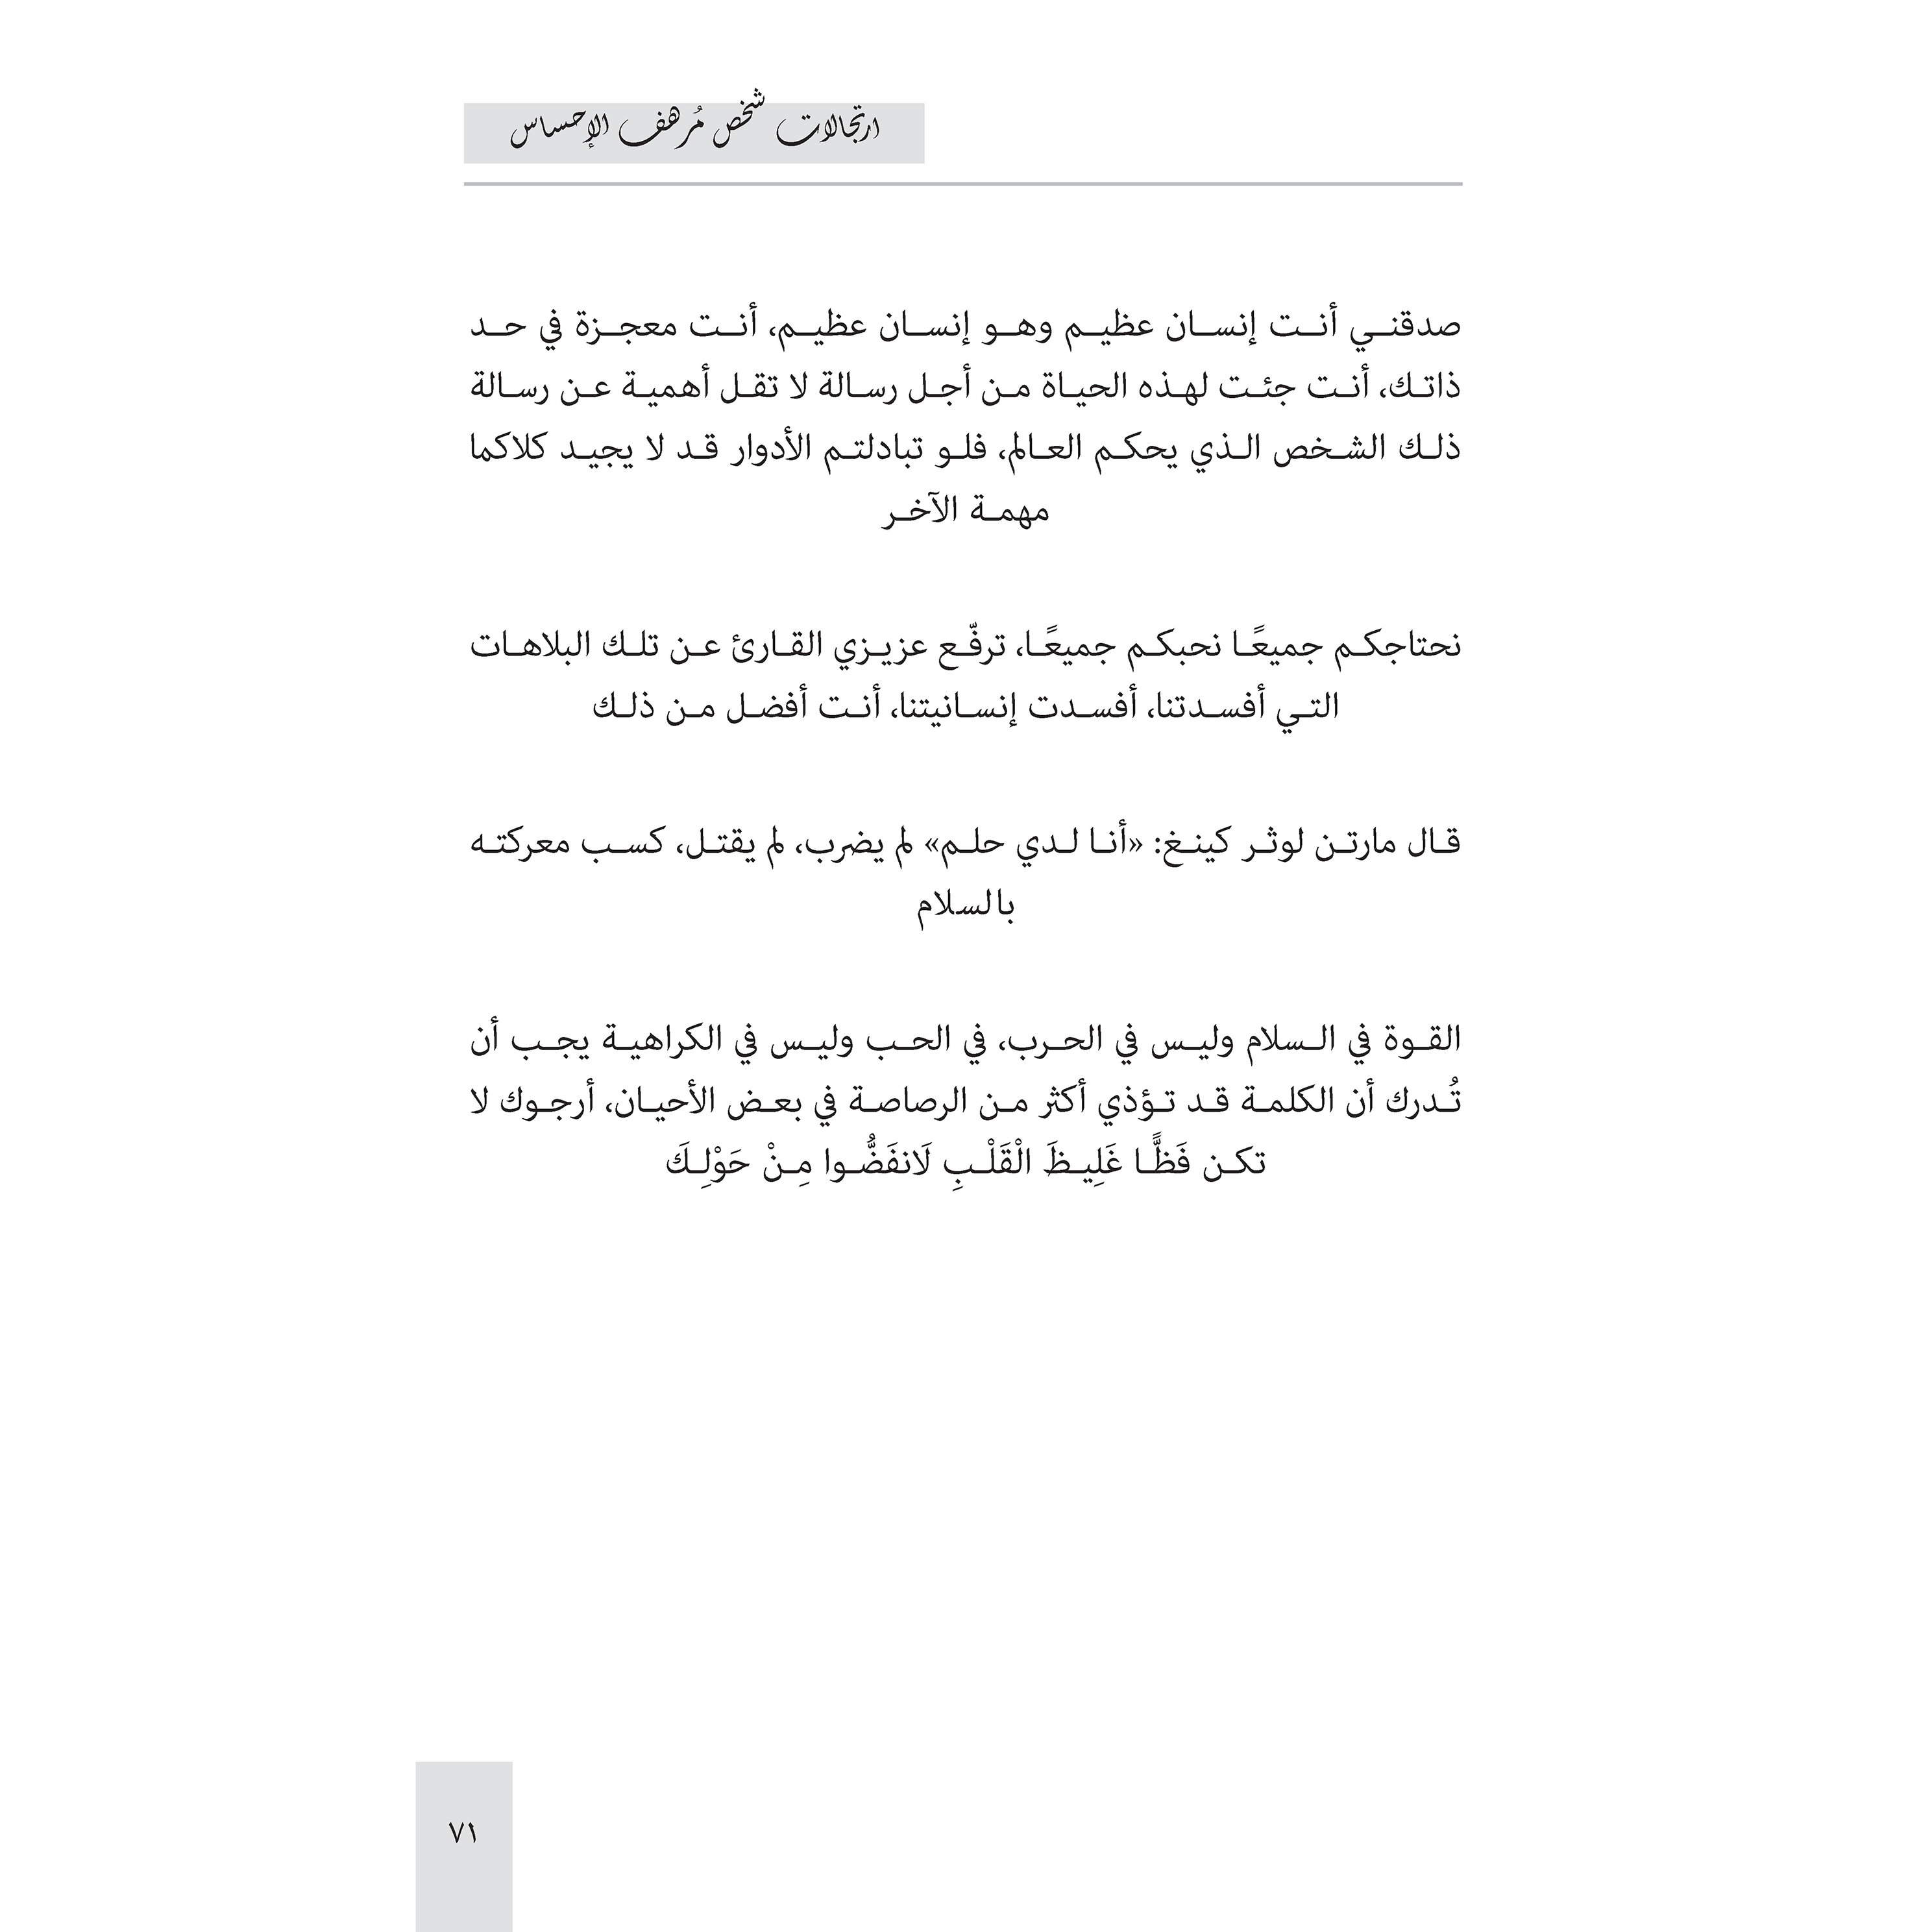 ارتجالات شخص مُرهف الإحساس
صدقني أنت إنسان عظيم وهو إنسان عظيم، أنت معجزة في حد
ذاتك، أنت جئت لهذه الحياة من أجل رسالة لا تقل أهمية عن رسالة
ذلك الشخص الذي يحكم العالم، فلو تبادلتم الأدوار قد لا يجيد كلاكما
مهمة الآخر
نحتاجكم جميعًا نحبكم جميعًا، ترفّع عزيزي القارئ عن تلك البلاهات
التي أفسدتنا، أفسدت إنسانيتنا، أنت أفضل من ذلك
قال مارتن لوثر كينغ: «أنا لدي حلم» لم يضرب، لم يقتل، كسب معركته
بالسلام
القوة في السلام وليس في الحرب، في الحب وليس في الكراهية يجب أن
تُدرك أن الكلمة قد تؤذي أكثر من الرصاصة في بعض الأحيان، أرجوك لا
تكن فَظًّا غَلِيظَ الْقَلْبِ لَانفَضُّوا مِنْ حَوْلِكَ
٧١